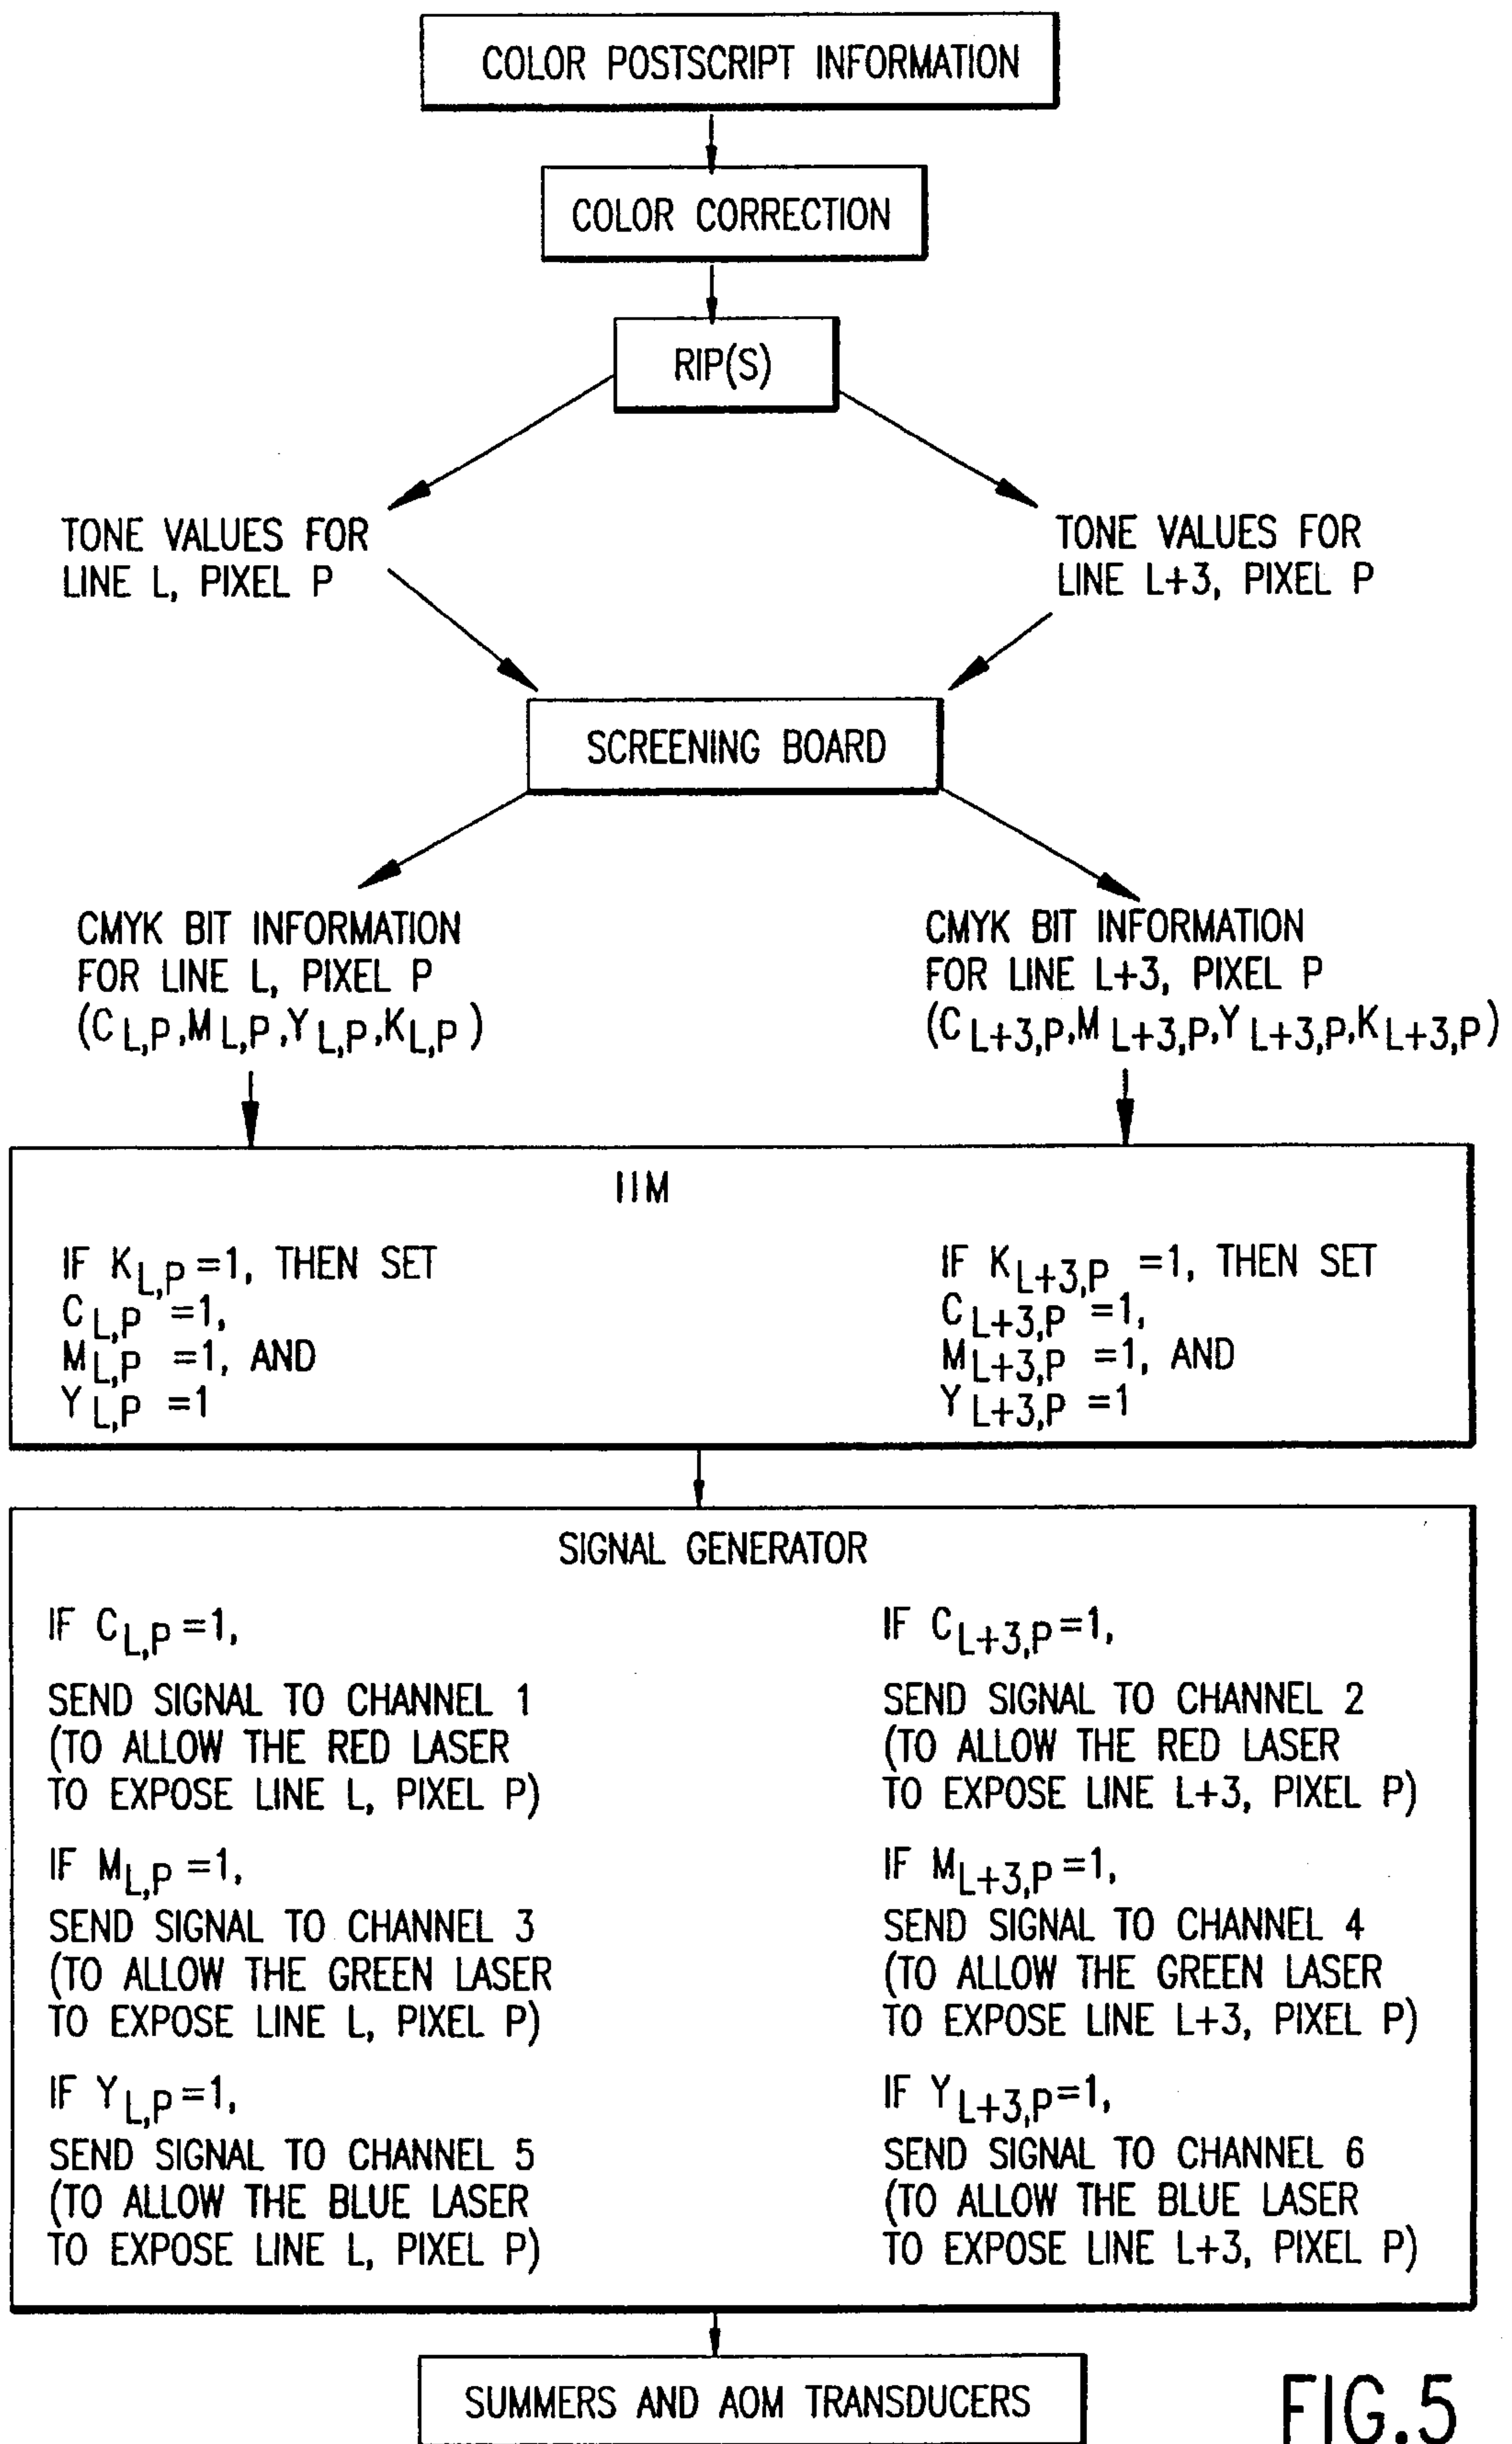 COLOR POSTSCRIPT INFORMATION
COLOR CORRECTION
RIP(S)
TONE VALUES FOR
LINE L, PIXEL P
TONE VALUES FOR
LINE L+3, PIXEL P
SCREENING BOARD
CMYK BIT INFORMATION
FOR LINE L, PIXEL P
(C L,P,M L,P,Y L,P,K L,P)
CMYK BIT INFORMATION
FOR LINE L+3, PIXEL P
(C L+3,P,M L+3,P,Y L+3,P,K L+3,P)
IIM
IF K L,P =1, THEN SET
C L,P =1,
M L,P =1, AND
Y L,P =1
IF K L+3,P =1, THEN SET
C L+3,P =1,
M L+3,P =1, AND
Y L+3,P =1
SIGNAL GENERATOR
IF C L,P =1,
SEND SIGNAL TO CHANNEL 1
(TO ALLOW THE RED LASER
TO EXPOSE LINE L, PIXEL P)
IF M L,P =1,
SEND SIGNAL TO CHANNEL 3
(TO ALLOW THE GREEN LASER
TO EXPOSE LINE L, PIXEL P)
IF Y L,P =1,
SEND SIGNAL TO CHANNEL 5
(TO ALLOW THE BLUE LASER
TO EXPOSE LINE L, PIXEL P)
IF C L+3,P =1,
SEND SIGNAL TO CHANNEL 2
(TO ALLOW THE RED LASER
TO EXPOSE LINE L+3, PIXEL P)
IF M L+3,P =1,
SEND SIGNAL TO CHANNEL 4
(TO ALLOW THE GREEN LASER
TO EXPOSE LINE L+3, PIXEL P)
IF Y L+3,P =1,
SEND SIGNAL TO CHANNEL 6
(TO ALLOW THE BLUE LASER
TO EXPOSE LINE L+3, PIXEL P)
SUMMERS AND AOM TRANSDUCERS
FIG.5